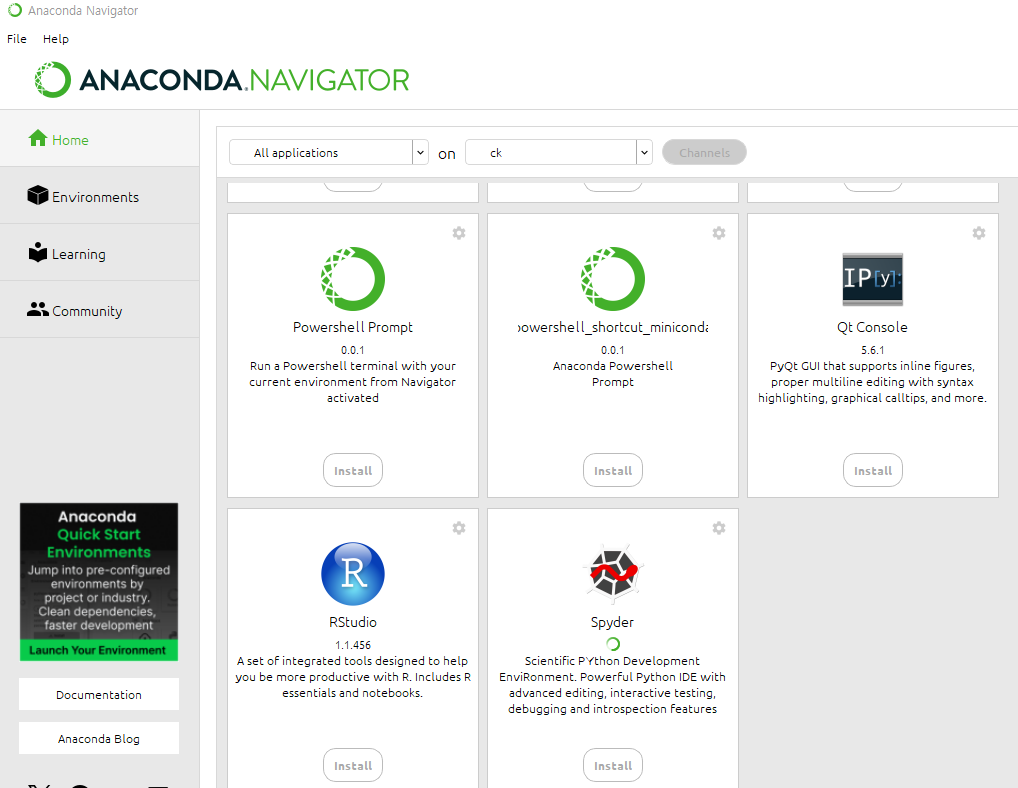 Anaconda Navigator
File Help
ANACONDA.NAVIGATOR
Home
Environments
Learning
Community
Anaconda
Quick Start
Environments
Jump into pre-configured
environments by
project or industry.
Clean dependencies,
faster development
Launch Your Environment
Documentation
Anaconda Blog
All applications on ck Channels
Powershell Prompt
0.0.1
Run a Powershell terminal with your
current environment from Navigator
activated
Install
powershell_shortcut_miniconda
0.0.1
Anaconda Powershell
Prompt
Install
IP[y]:
Qt Console
5.6.1
PyQt GUI that supports inline figures,
proper multiline editing with syntax
highlighting, graphical calltips, and more.
Install
R
RStudio
1.1.456
A set of integrated tools designed to help
you be more productive with R. Includes R
essentials and notebooks.
Install
Spyder
Scientific PYthon Development
EnviRonment. Powerful Python IDE with
advanced editing, interactive testing,
debugging and introspection features
Install